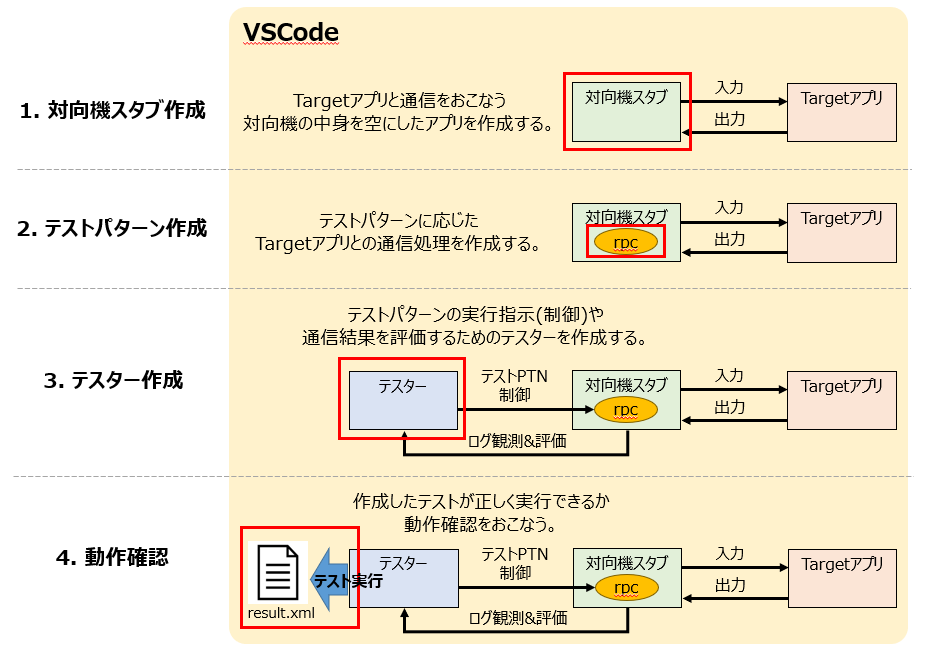 VSCode
1. 対向機スタブ作成
Targetアプリと通信をおこなう
対向機の中身を空にしたアプリを作成する。
対向機スタブ
入力
出力
Targetアプリ
2. テストパターン作成
テストパターンに応じた
Targetアプリとの通信処理を作成する。
対向機スタブ
rpc
入力
出力
Targetアプリ
3. テスター作成
テストパターンの実行指示(制御)や
通信結果を評価するためのテスターを作成する。
テスター
テストPTN
制御
ログ観測&評価
対向機スタブ
rpc
入力
出力
Targetアプリ
4. 動作確認
作成したテストが正しく実行できるか
動作確認をおこなう。
result.xml
テスト実行
テスター
テストPTN
制御
ログ観測&評価
対向機スタブ
rpc
入力
出力
Targetアプリ